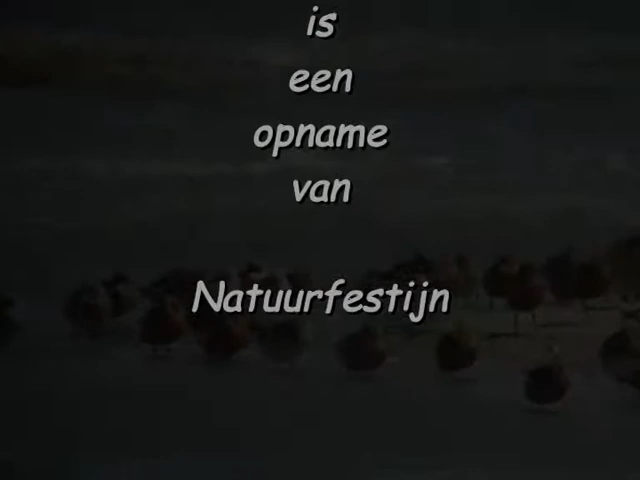 is
een
opname
van
Natuurfestijn